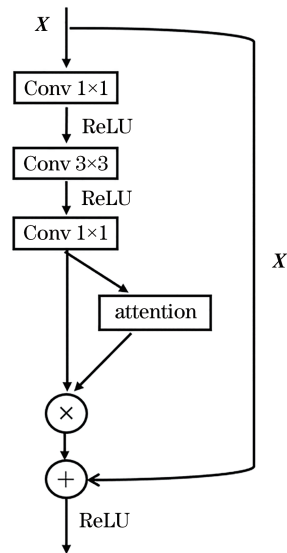 X
Conv 1×1
ReLU
Conv 3×3
ReLU
Conv 1×1
X
attention
×
+
ReLU